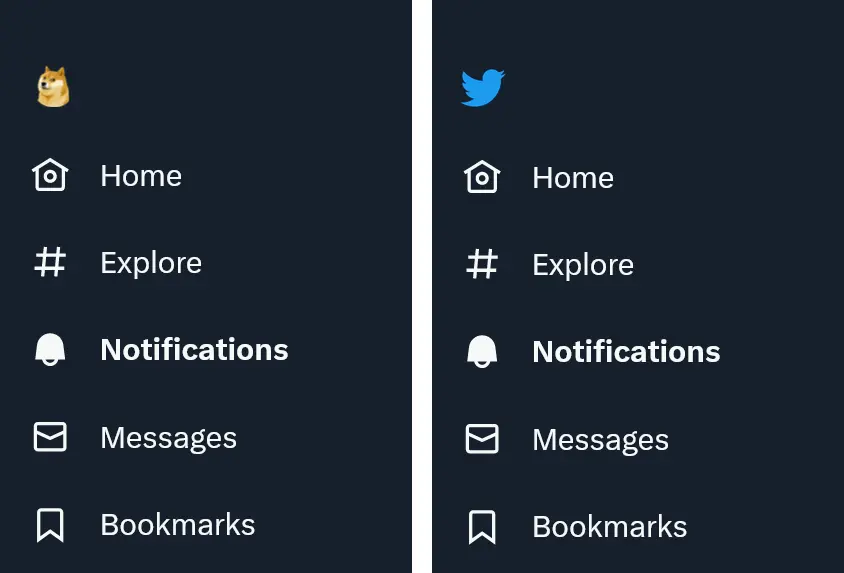 Home
Explore
Notifications
Messages
Bookmarks
Home
Explore
Notifications
Messages
Bookmarks